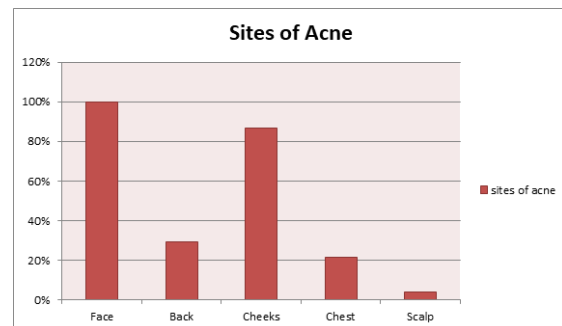 Sites of Acne
120%
100%
80%
60%
40%
20%
0%
Face Back Cheeks Chest Scalp
sites of acne